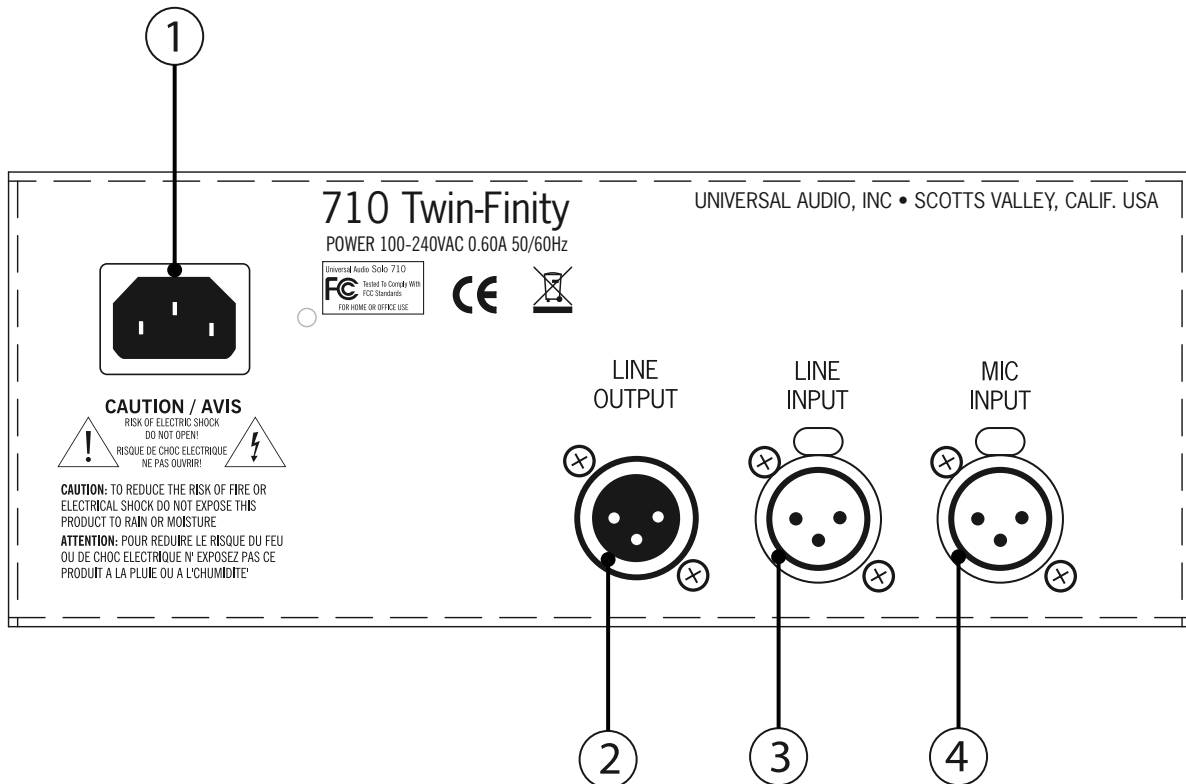 1
710 Twin-Finity
POWER 100-240VAC 0.60A 50/60Hz
UNIVERSAL AUDIO, INC • SCOTTS VALLEY, CALIF. USA
Universal Audio Solo 710
FC Tested To Comply With
FCC Standards
FOR HOME OR OFFICE USE
CE
CAUTION / AVIS
RISK OF ELECTRIC SHOCK
DO NOT OPEN!
RISQUE DE CHOC ELECTRIQUE
NE PAS OUVRIR!
!
CAUTION: TO REDUCE THE RISK OF FIRE OR
ELECTRICAL SHOCK DO NOT EXPOSE THIS
PRODUCT TO RAIN OR MOISTURE
ATTENTION: POUR REDUIRE LE RISQUE DU FEU
OU DE CHOC ELECTRIQUE N' EXPOSEZ PAS CE
PRODUIT A LA PLUIE OU A L'CHUMIDITE'
LINE
OUTPUT
LINE
INPUT
MIC
INPUT
2
3
4